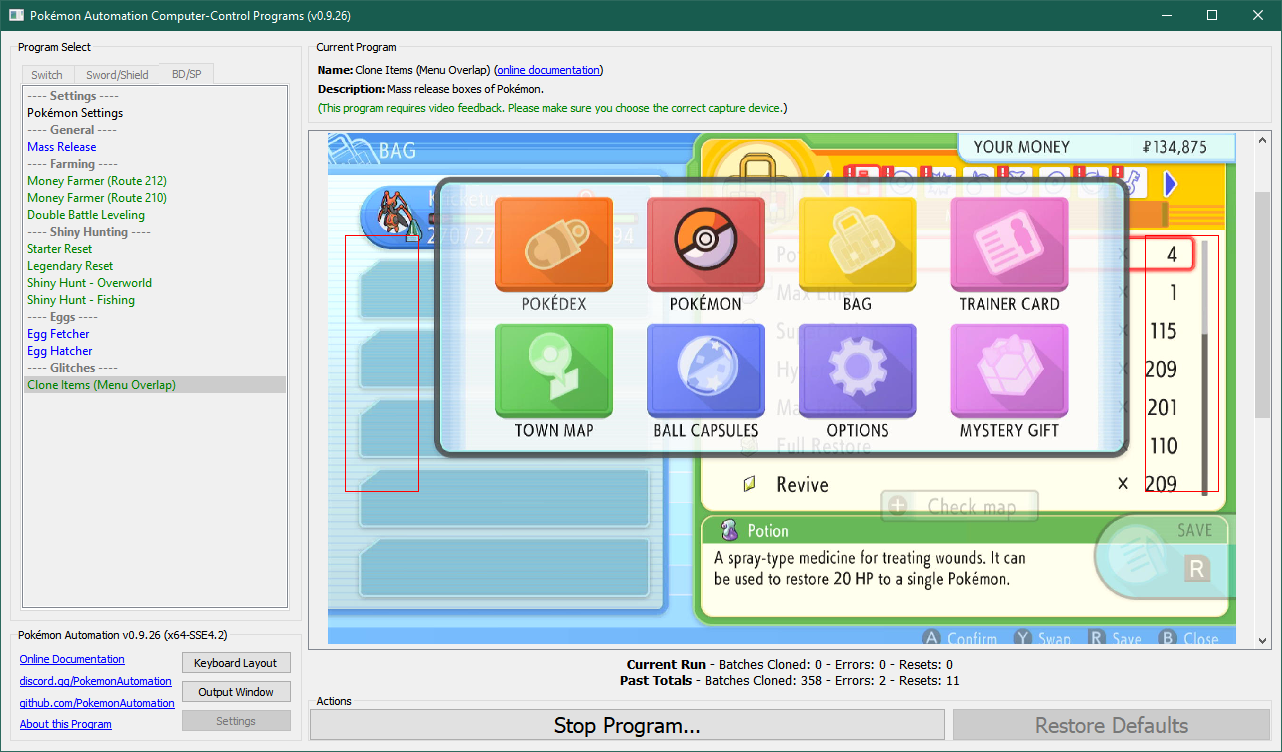 Pokémon Automation Computer-Control Programs (v0.9.26)
Program Select
Switch
Sword/Shield
BD/SP
---- Settings ----
Pokémon Settings
---- General ----
Mass Release
---- Farming ----
Money Farmer (Route 212)
Money Farmer (Route 210)
Double Battle Leveling
---- Shiny Hunting ----
Starter Reset
Legendary Reset
Shiny Hunt - Overworld
Shiny Hunt - Fishing
---- Eggs ----
Egg Fetcher
Egg Hatcher
---- Glitches ----
Clone Items (Menu Overlap)
Pokémon Automation v0.9.26 (x64-SSE4.2)
Online Documentation
discord.gg/PokemonAutomation
github.com/PokemonAutomation
About this Program
Keyboard Layout
Output Window
Settings
Current Program
Name: Clone Items (Menu Overlap) (online documentation)
Description: Mass release boxes of Pokémon.
(This program requires video feedback. Please make sure you choose the correct capture device.)
BAG
YOUR MONEY ₽134,875
POKÉDEX
POKÉMON
BAG
TRAINER CARD
TOWN MAP
BALL CAPSULES
OPTIONS
MYSTERY GIFT
4
1
115
209
201
Full Restore 110
Revive × 209
+ Check map
Potion
A spray-type medicine for treating wounds. It can
be used to restore 20 HP to a single Pokémon.
SAVE
R
A Confirm Y Swap R Save B Close
Current Run - Batches Cloned: 0 - Errors: 0 - Resets: 0
Past Totals - Batches Cloned: 358 - Errors: 2 - Resets: 11
Actions
Stop Program...
Restore Defaults